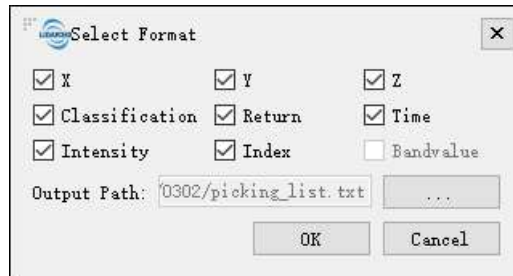 Select Format
X Y Z
Classification Return Time
Intensity Index Bandvalue
Output Path: 0302/picking_list.txt ...
OK Cancel